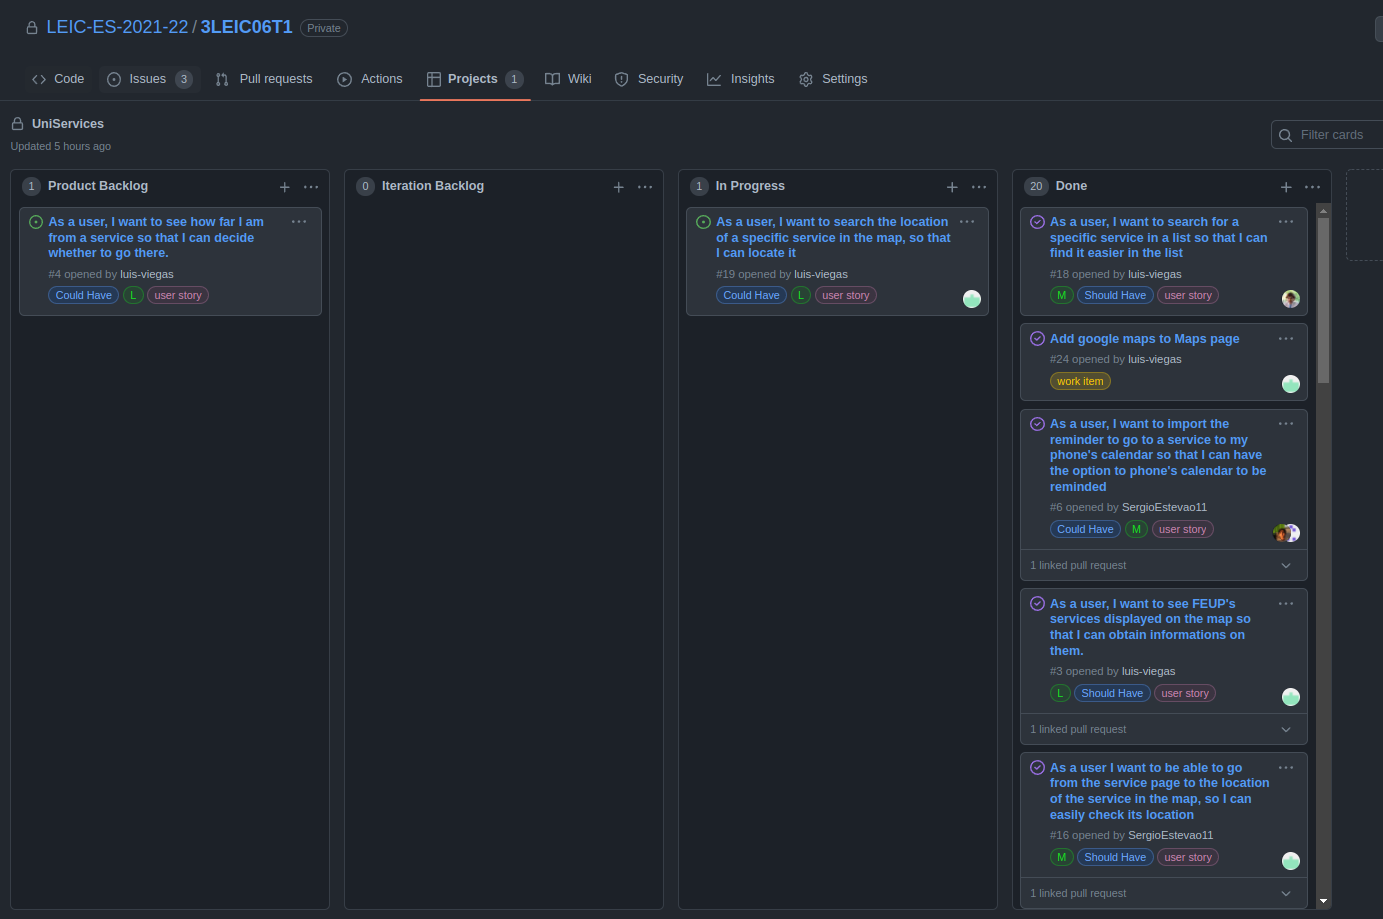 LEIC-ES-2021-22 / 3LEIC06T1 Private
Code Issues 3 Pull requests Actions Projects 1 Wiki Security Insights Settings
UniServices
Updated 5 hours ago
Filter cards
1 Product Backlog
As a user, I want to see how far I am
from a service so that I can decide
whether to go there.
#4 opened by luis-viegas
Could Have L user story
0 Iteration Backlog
1 In Progress
As a user, I want to search the location
of a specific service in the map, so that
I can locate it
#19 opened by luis-viegas
Could Have L user story
20 Done
As a user, I want to search for a
specific service in a list so that I can
find it easier in the list
#18 opened by luis-viegas
M Should Have user story
Add google maps to Maps page
#24 opened by luis-viegas
work item
As a user, I want to import the
reminder to go to a service to my
phone's calendar so that I can have
the option to phone's calendar to be
reminded
#6 opened by SergioEstevao11
Could Have M user story
1 linked pull request
As a user, I want to see FEUP's
services displayed on the map so
that I can obtain informations on
them.
#3 opened by luis-viegas
L Should Have user story
1 linked pull request
As a user I want to be able to go
from the service page to the location
of the service in the map, so I can
easily check its location
#16 opened by SergioEstevao11
M Should Have user story
1 linked pull request